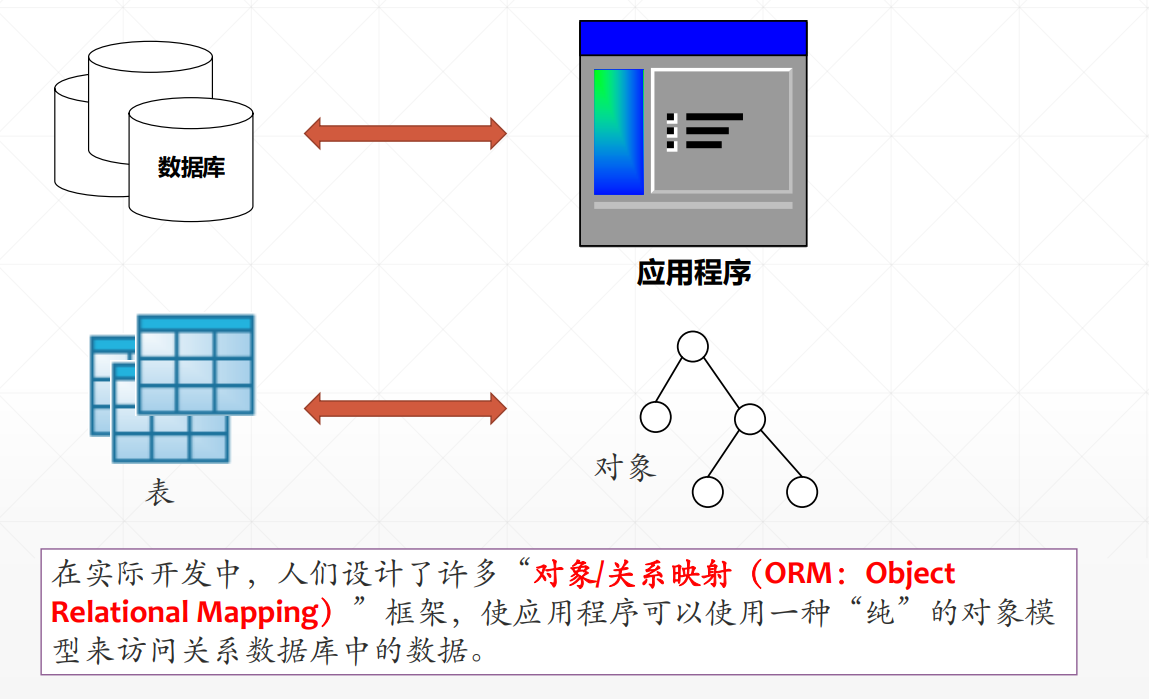 数据库
应用程序
表
对象
在实际开发中，人们设计了许多“对象/关系映射（ORM：Object
Relational Mapping）”框架，使应用程序可以使用一种“纯”的对象模
型来访问关系数据库中的数据。